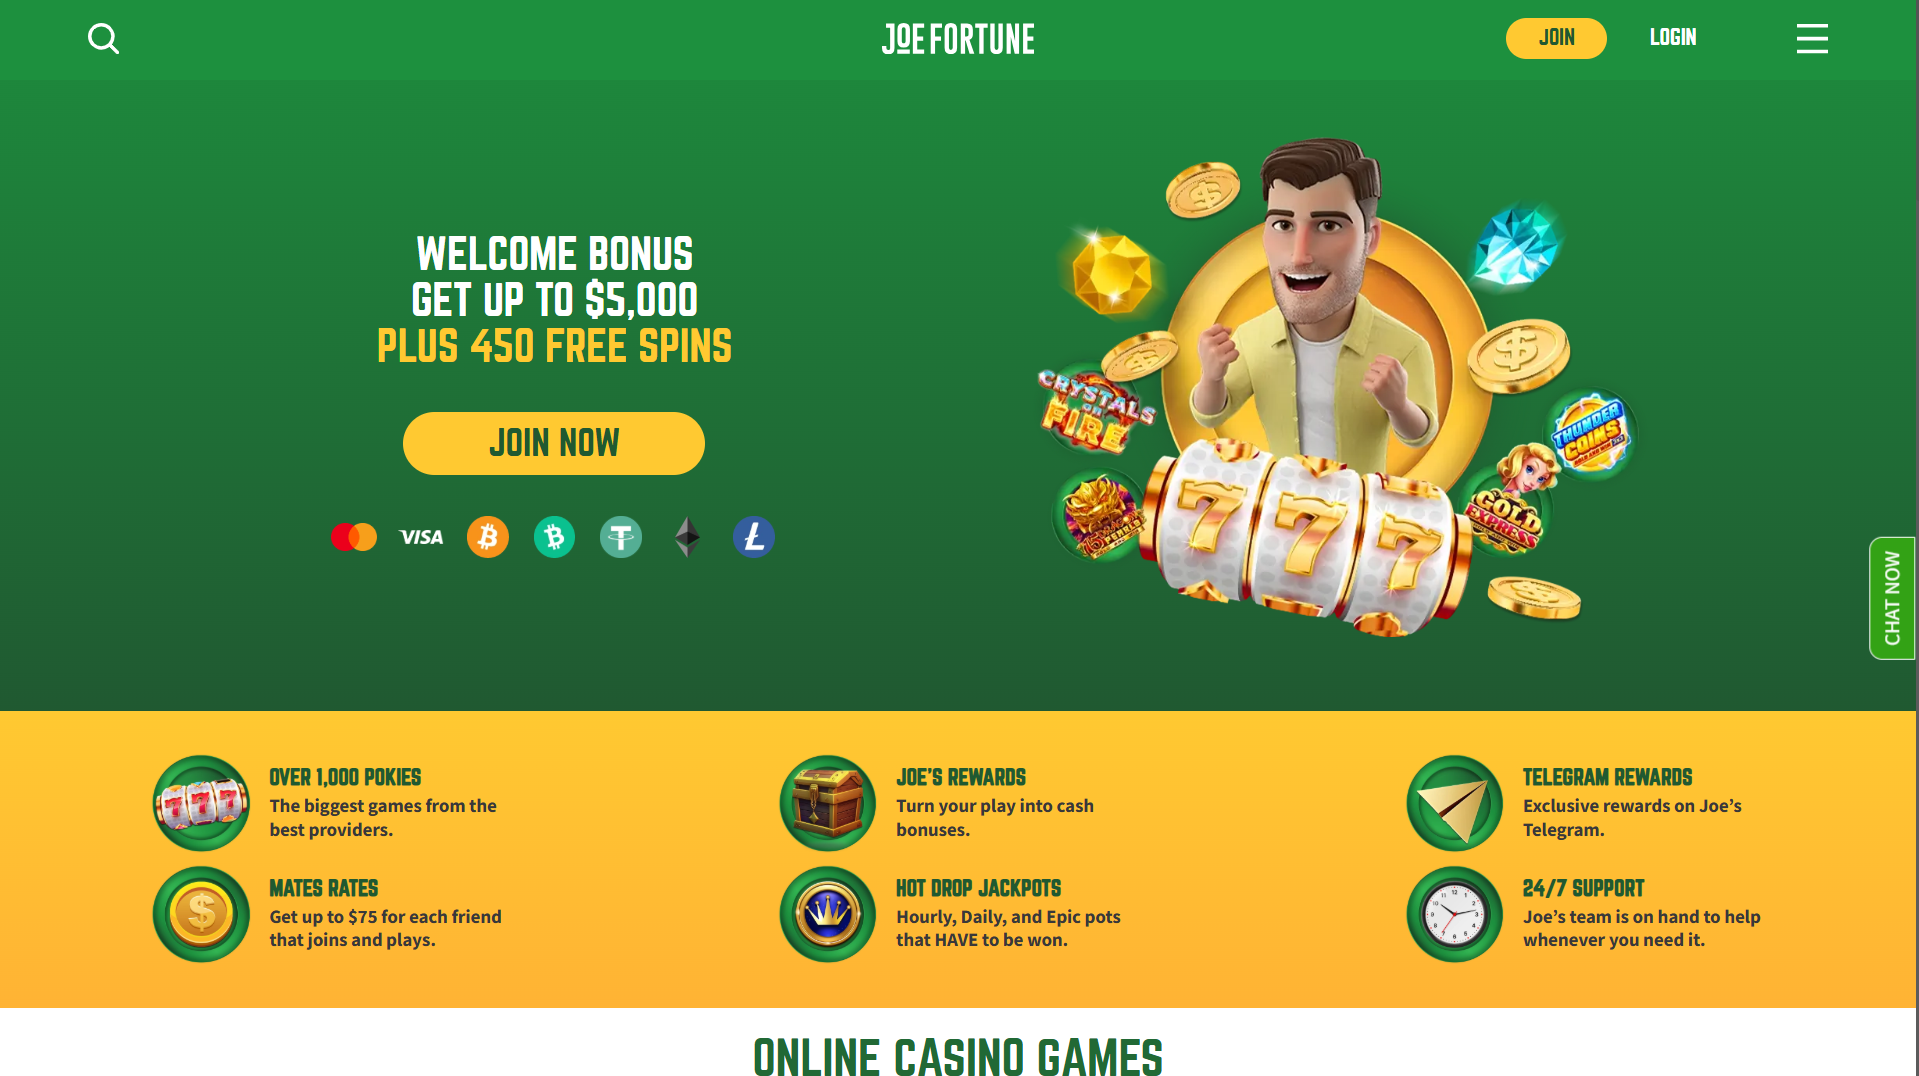 JOE FORTUNE
JOIN
LOGIN
WELCOME BONUS
GET UP TO $5,000
PLUS 450 FREE SPINS
JOIN NOW
VISA
CRYSTALS
OF
FIRE
THUNDER
COINS
HOLD AND WIN
GOLD
EXPRESS
777
CHAT NOW
OVER 1,000 POKIES
The biggest games from the
best providers.
JOE'S REWARDS
Turn your play into cash
bonuses.
TELEGRAM REWARDS
Exclusive rewards on Joe's
Telegram.
MATES RATES
Get up to $75 for each friend
that joins and plays.
HOT DROP JACKPOTS
Hourly, Daily, and Epic pots
that HAVE to be won.
24/7 SUPPORT
Joe's team is on hand to help
whenever you need it.
ONLINE CASINO GAMES